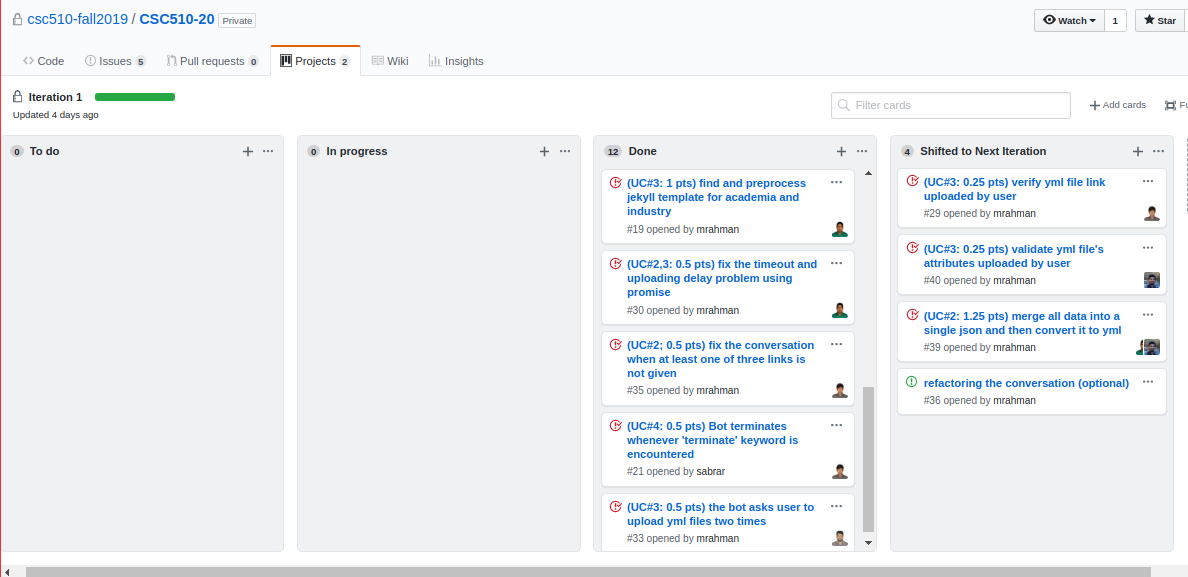 csc510-fall2019 / CSC510-20 Private
Watch 1 Star
Code Issues 5 Pull requests 0 Projects 2 Wiki Insights
Iteration 1
Updated 4 days ago
Filter cards
Add cards
0 To do
0 In progress
12 Done
(UC#3: 1 pts) find and preprocess
jekyll template for academia and
industry
#19 opened by mrahman
(UC#2,3: 0.5 pts) fix the timeout and
uploading delay problem using
promise
#30 opened by mrahman
(UC#2; 0.5 pts) fix the conversation
when at least one of three links is
not given
#35 opened by mrahman
(UC#4: 0.5 pts) Bot terminates
whenever 'terminate' keyword is
encountered
#21 opened by sabrar
(UC#3: 0.5 pts) the bot asks user to
upload yml files two times
#33 opened by mrahman
4 Shifted to Next Iteration
(UC#3: 0.25 pts) verify yml file link
uploaded by user
#29 opened by mrahman
(UC#3: 0.25 pts) validate yml file's
attributes uploaded by user
#40 opened by mrahman
(UC#2: 1.25 pts) merge all data into a
single json and then convert it to yml
#39 opened by mrahman
refactoring the conversation (optional)
#36 opened by mrahman